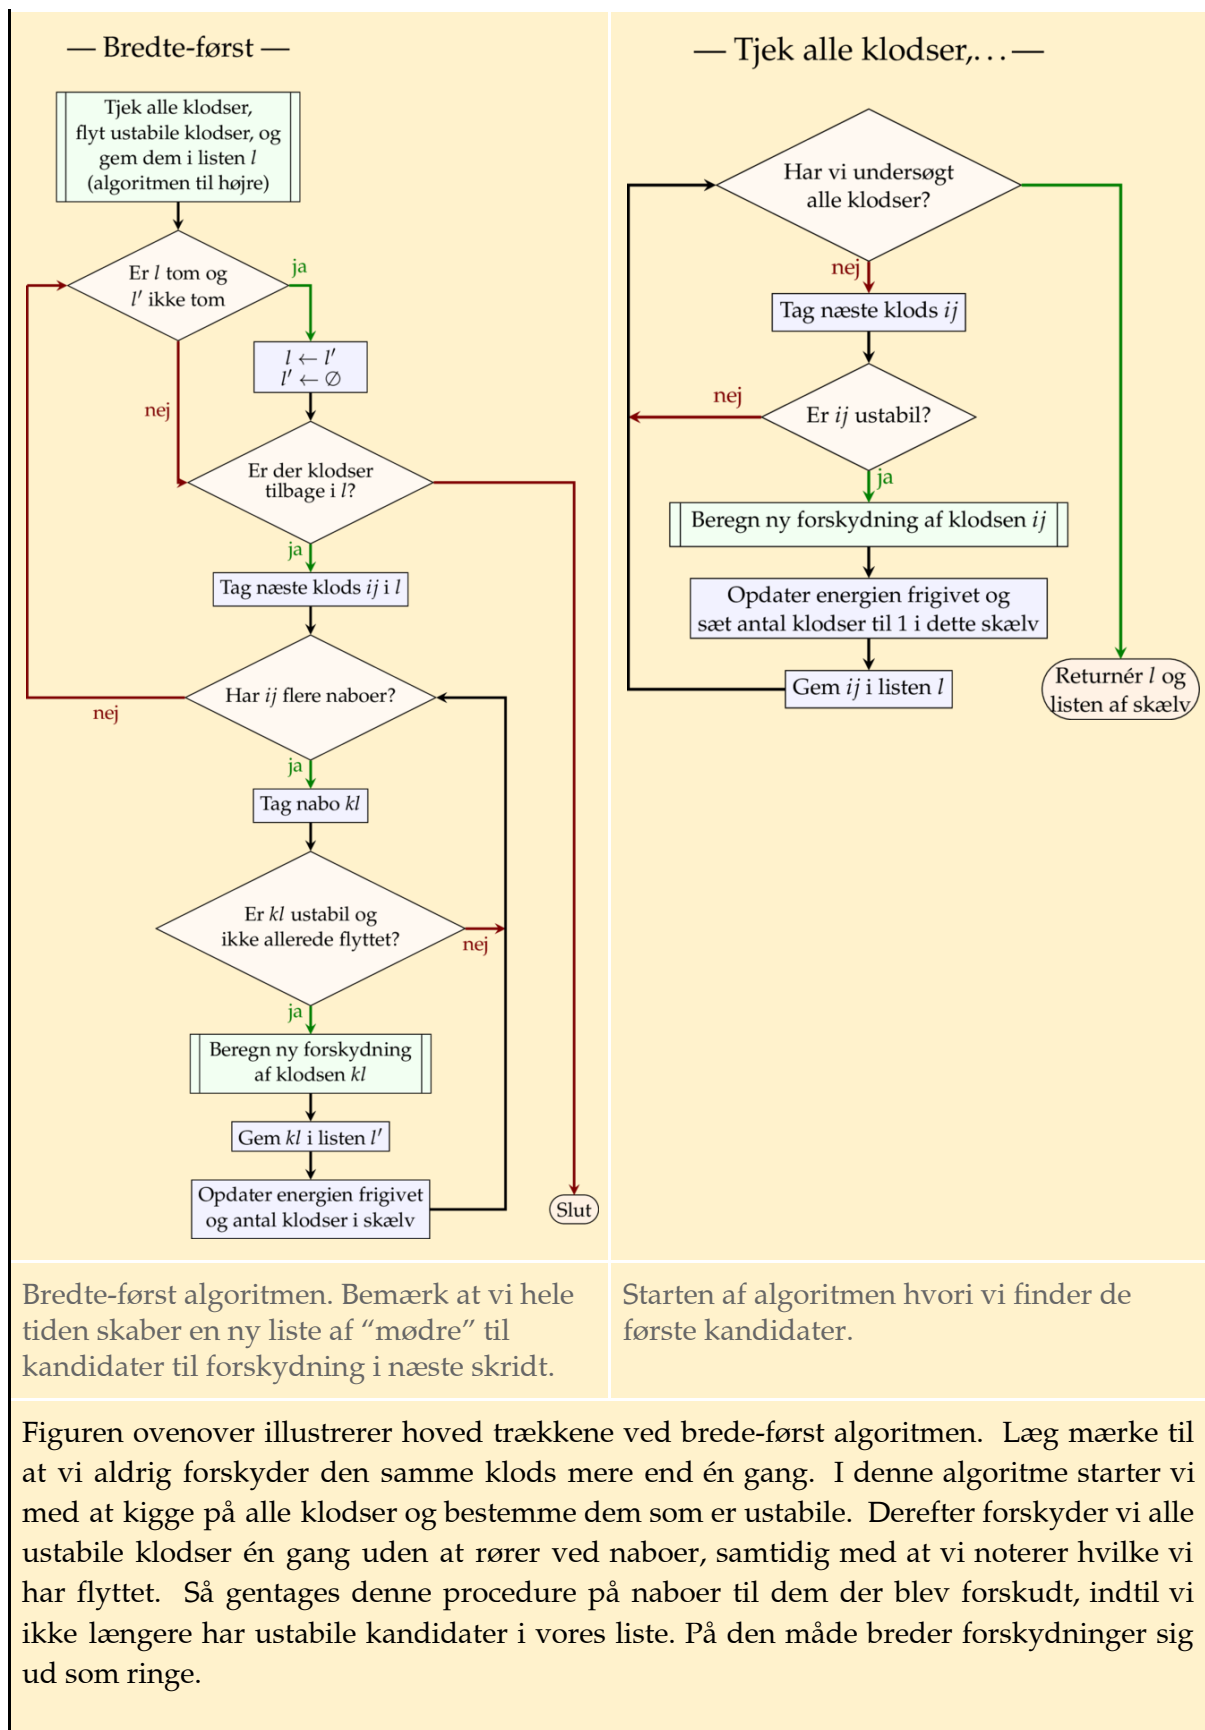 — Bredte-først —
Tjek alle klodser,
flyt ustabile klodser, og
gem dem i listen l
(algoritmen til højre)
Er l tom og
l′ ikke tom
ja
l ← l′
l′ ← ∅
nej
Er der klodser
tilbage i l?
ja
Tag næste klods ij i l
Har ij flere naboer?
nej
ja
Tag nabo kl
Er kl ustabil og
ikke allerede flyttet?
nej
ja
Beregn ny forskydning
af klodsen kl
Gem kl i listen l′
Opdater energien frigivet
og antal klodser i skælv
Slut
— Tjek alle klodser,... —
Har vi undersøgt
alle klodser?
nej
Tag næste klods ij
nej
Er ij ustabil?
ja
Beregn ny forskydning af klodsen ij
Opdater energien frigivet og
sæt antal klodser til 1 i dette skælv
Gem ij i listen l
Returnér l og
listen af skælv
Bredte-først algoritmen. Bemærk at vi hele
tiden skaber en ny liste af “mødre” til
kandidater til forskydning i næste skridt.
Starten af algoritmen hvori vi finder de
første kandidater.
Figuren ovenover illustrerer hoved trækkene ved brede-først algoritmen. Læg mærke til
at vi aldrig forskyder den samme klods mere end én gang. I denne algoritme starter vi
med at kigge på alle klodser og bestemme dem som er ustabile. Derefter forskyder vi alle
ustabile klodser én gang uden at rører ved naboer, samtidig med at vi noterer hvilke vi
har flyttet. Så gentages denne procedure på naboer til dem der blev forskudt, indtil vi
ikke længere har ustabile kandidater i vores liste. På den måde breder forskydninger sig
ud som ringe.